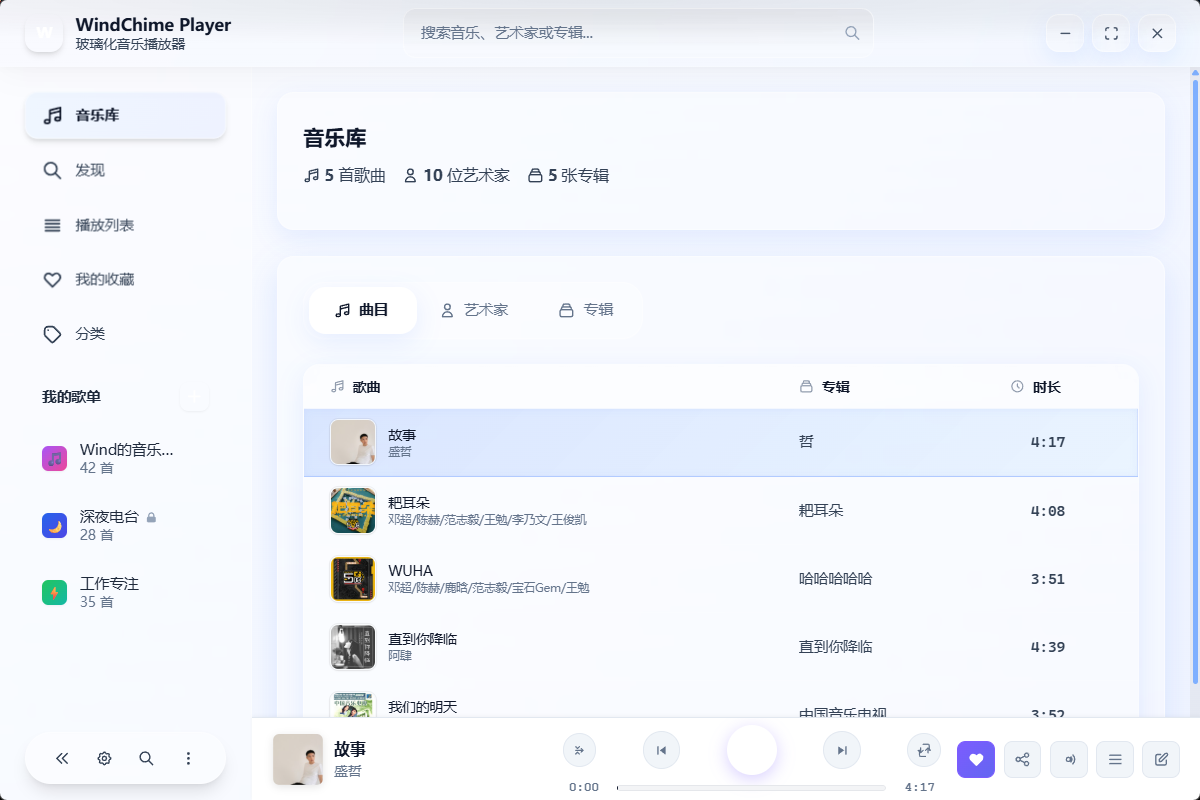 W
WindChime Player
玻璃化音乐播放器
搜索音乐、艺术家或专辑...
音乐库
发现
播放列表
我的收藏
分类
我的歌单
Wind的音乐...
42 首
深夜电台
28 首
工作专注
35 首
音乐库
5 首歌曲 10 位艺术家 5 张专辑
曲目 艺术家 专辑
歌曲 专辑 时长
故事
盛哲
哲 4:17
耙耳朵
邓超/陈赫/范志毅/王勉/李乃文/王俊凯
耙耳朵 4:08
WUHA
邓超/陈赫/鹿晗/范志毅/宝石Gem/王勉
哈哈哈哈哈 3:51
直到你降临
阿肆
直到你降临 4:39
我们的明天
中国音乐电视 3:52
故事
盛哲
0:00 4:17